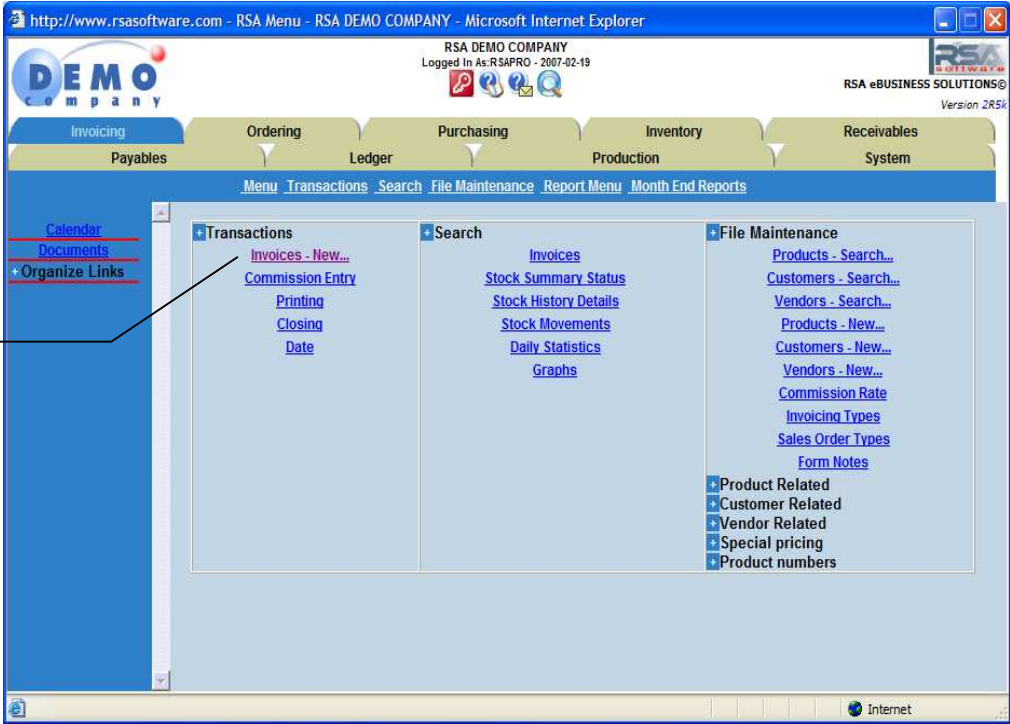 http://www.rsasoftware.com - RSA Menu - RSA DEMO COMPANY - Microsoft Internet Explorer
DEMO
company
RSA DEMO COMPANY
Logged In As:RSAPRO - 2007-02-19
RSA
software
RSA eBUSINESS SOLUTIONS©
Version 2R5k
Invoicing Ordering Purchasing Inventory Receivables
Payables Ledger Production System
Menu Transactions Search File Maintenance Report Menu Month End Reports
Calendar
Documents
+ Organize Links
+ Transactions
Invoices - New...
Commission Entry
Printing
Closing
Date
+ Search
Invoices
Stock Summary Status
Stock History Details
Stock Movements
Daily Statistics
Graphs
+ File Maintenance
Products - Search...
Customers - Search...
Vendors - Search...
Products - New...
Customers - New...
Vendors - New...
Commission Rate
Invoicing Types
Sales Order Types
Form Notes
+ Product Related
+ Customer Related
+ Vendor Related
+ Special pricing
+ Product numbers
Internet